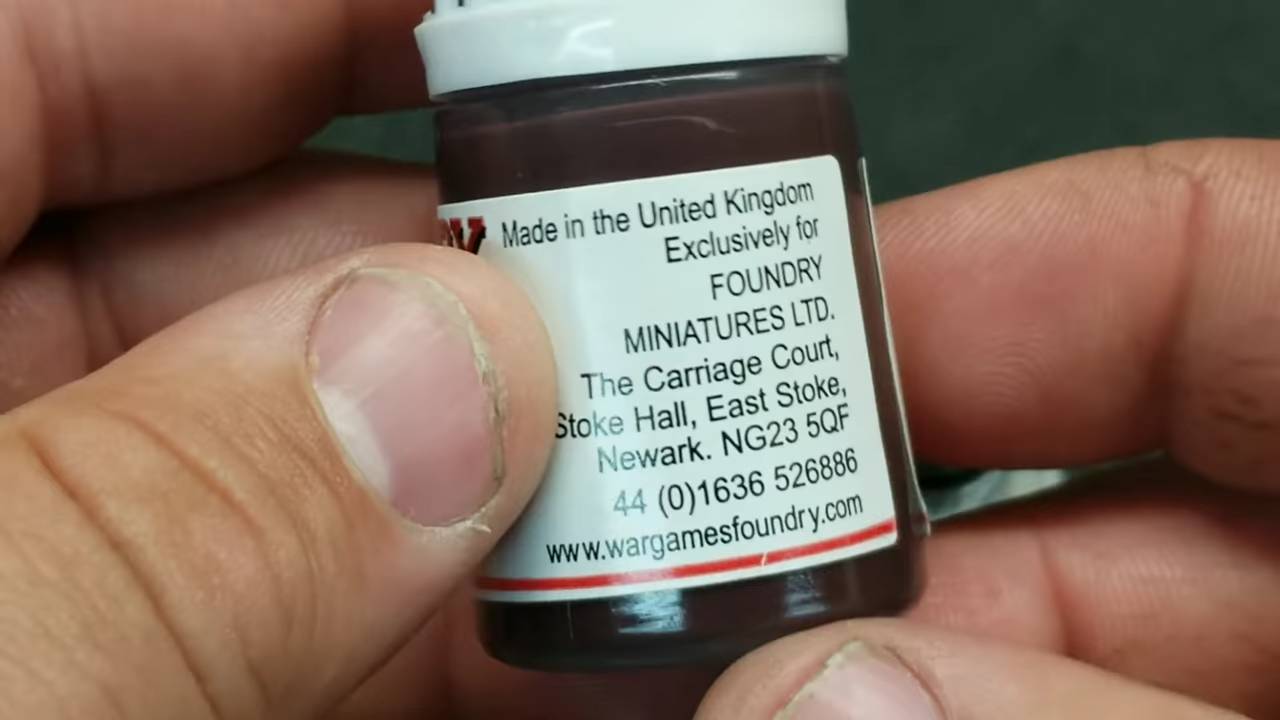 Made in the United Kingdom
Exclusively for
FOUNDRY
MINIATURES LTD.
The Carriage Court,
Stoke Hall, East Stoke,
Newark. NG23 5QF
44 (0)1636 526886
www.wargamesfoundry.com